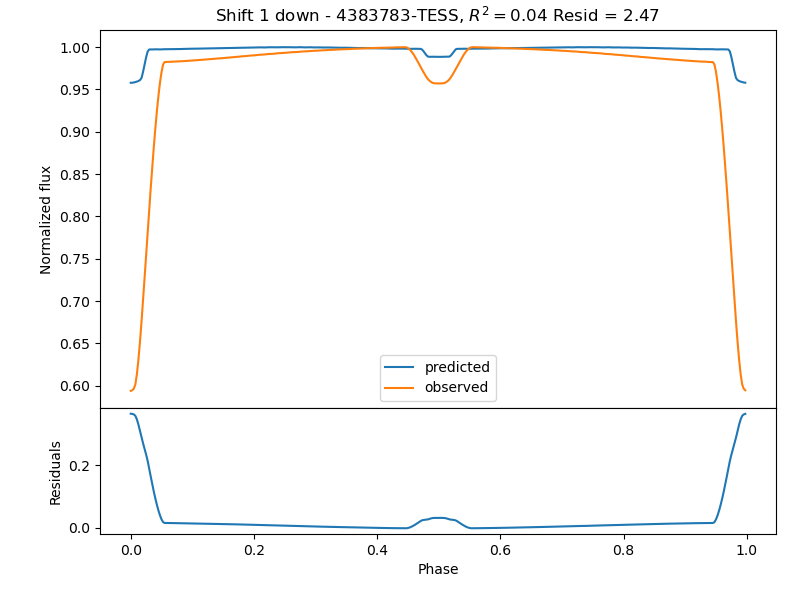 Shift 1 down - 4383783-TESS, R² = 0.04 Resid = 2.47
Normalized flux
1.00
0.95
0.90
0.85
0.80
0.75
0.70
0.65
0.60
predicted
observed
Residuals
0.2
0.0
0.0 0.2 0.4 0.6 0.8 1.0
Phase